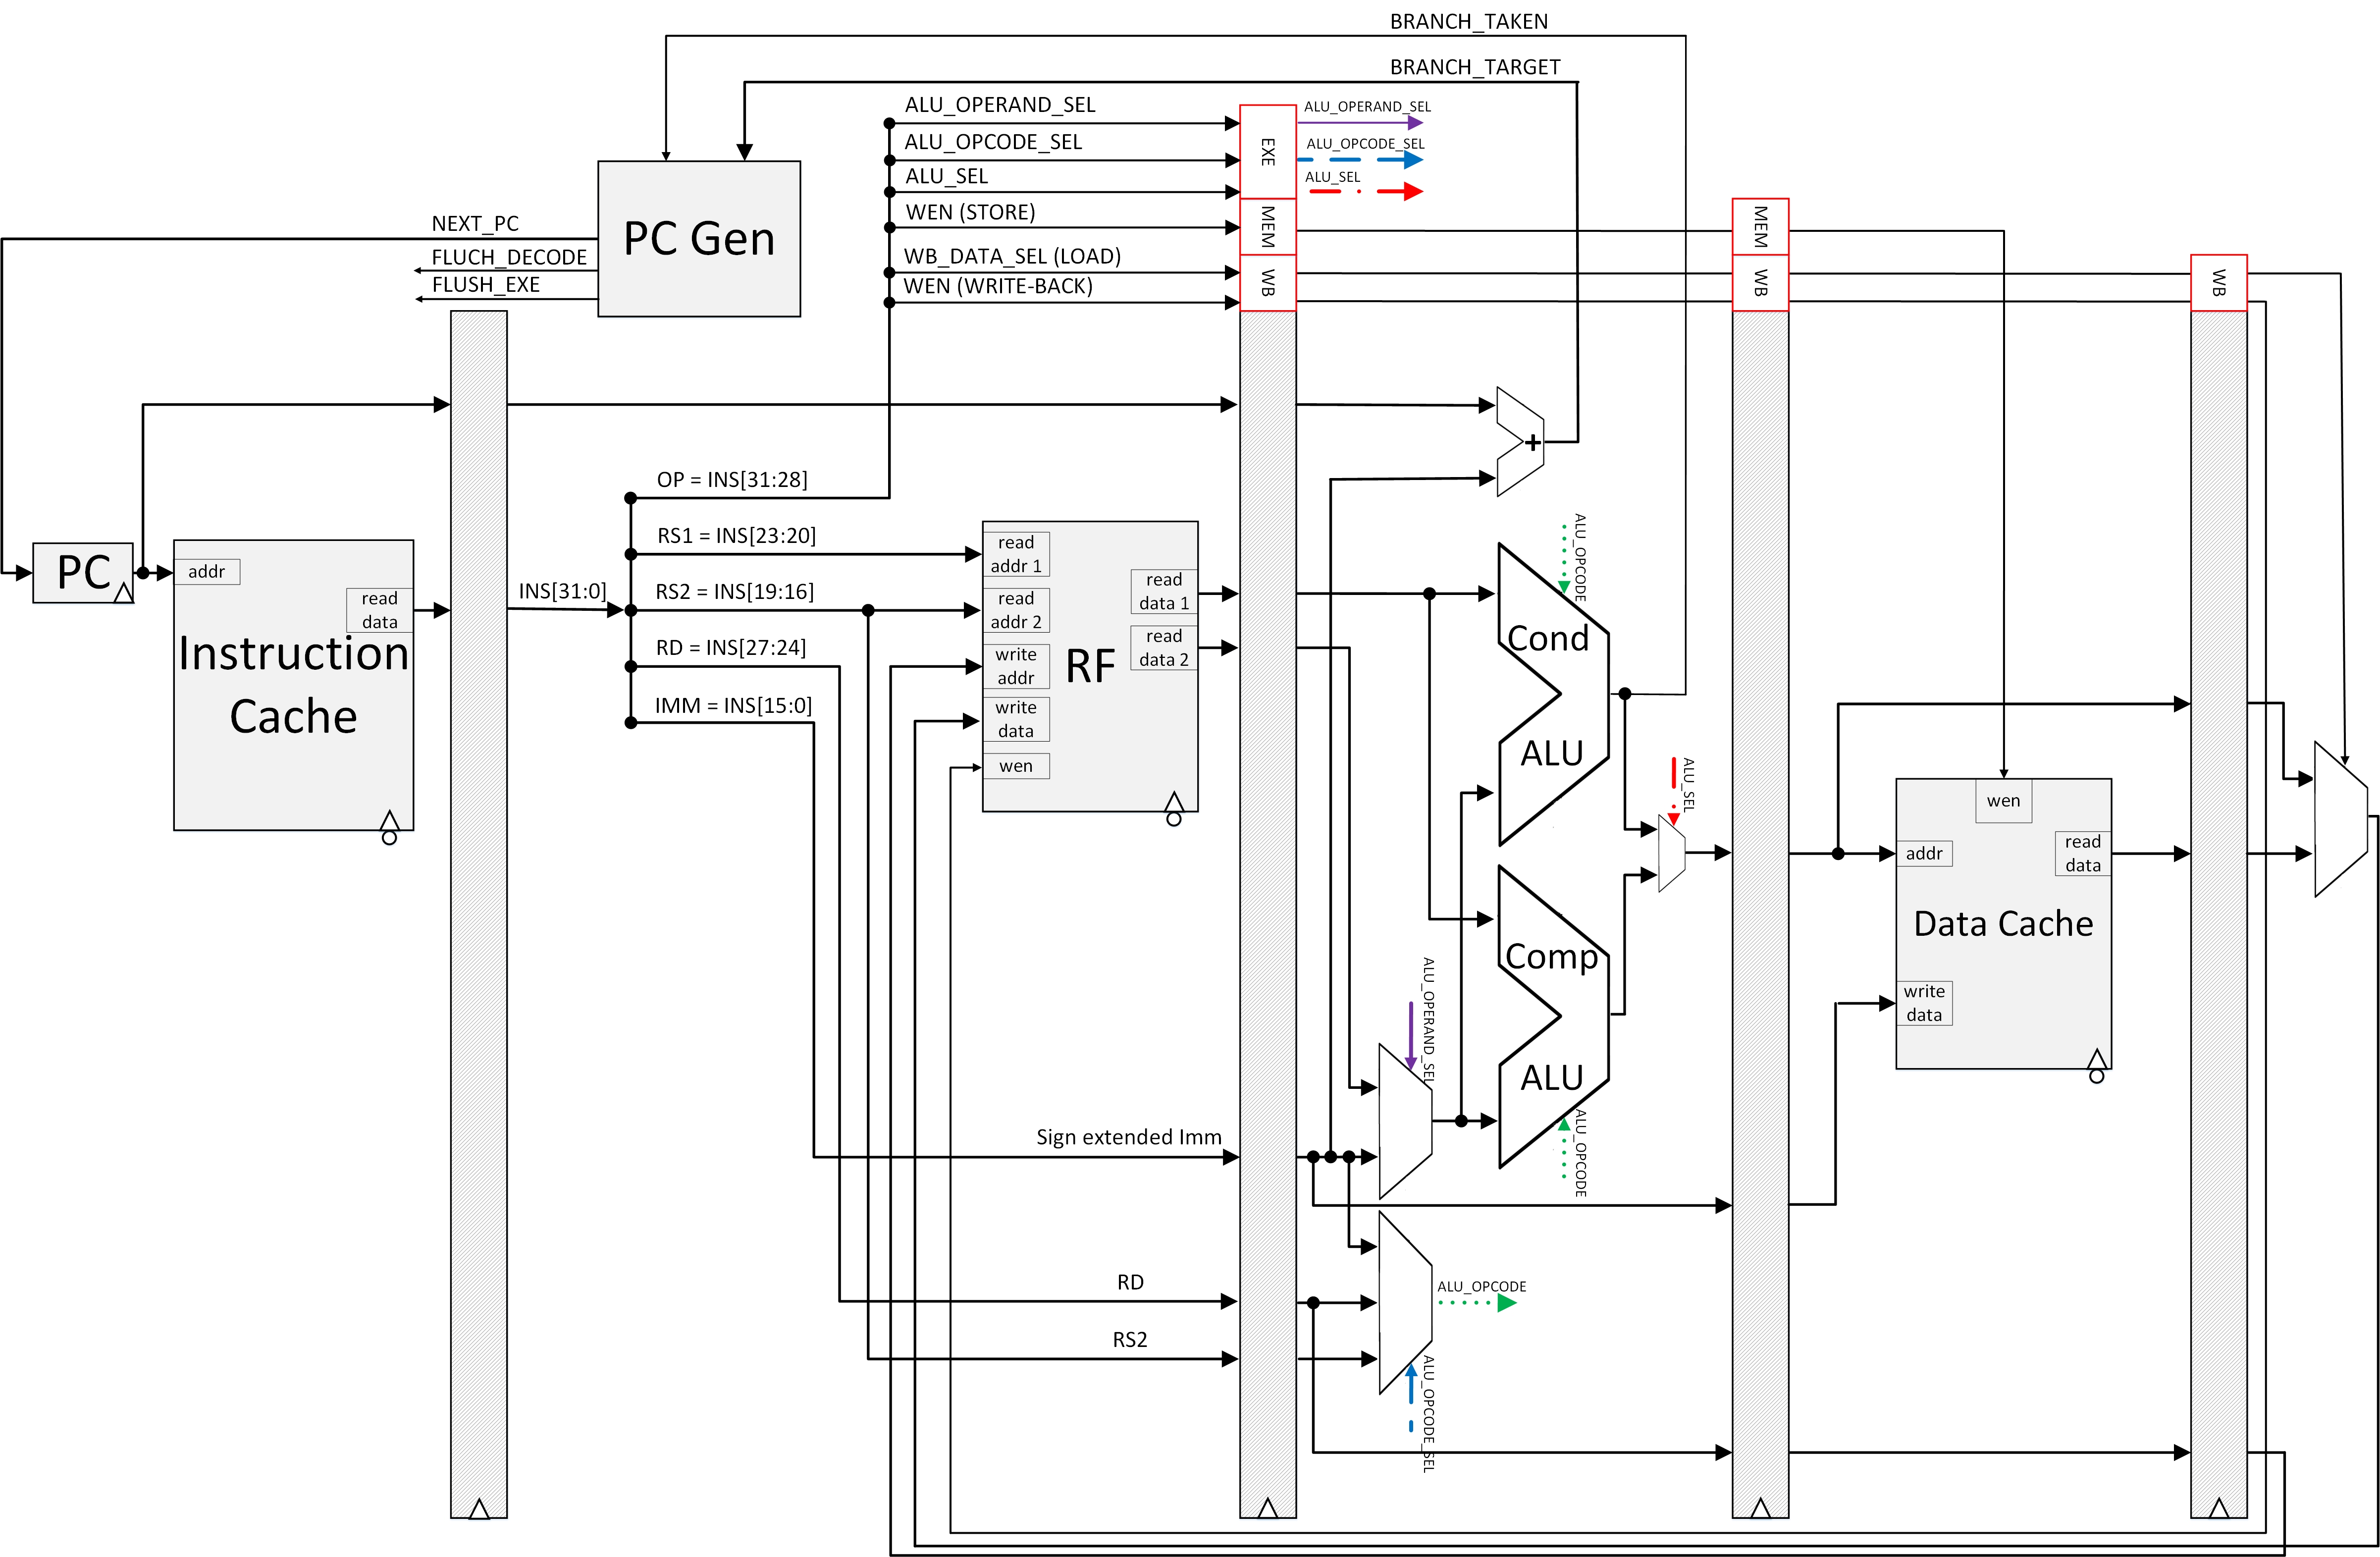 BRANCH_TAKEN
BRANCH_TARGET
ALU_OPERAND_SEL
ALU_OPCODE_SEL
ALU_SEL
WEN (STORE)
WB_DATA_SEL (LOAD)
WEN (WRITE-BACK)
EXE
MEM
WB
ALU_OPERAND_SEL
ALU_OPCODE_SEL
ALU_SEL
MEM
WB
WB
PC Gen
NEXT_PC
FLUCH_DECODE
FLUSH_EXE
PC
addr
read
data
Instruction
Cache
INS[31:0]
OP = INS[31:28]
RS1 = INS[23:20]
RS2 = INS[19:16]
RD = INS[27:24]
IMM = INS[15:0]
read
addr 1
read
addr 2
write
addr
write
data
wen
RF
read
data 1
read
data 2
+
ALU_OPCODE
Cond
ALU
ALU_SEL
Comp
ALU
ALU_OPCODE
ALU_OPERAND_SEL
Sign extended Imm
RD
RS2
ALU_OPCODE
ALU_OPCODE_SEL
wen
addr
read
data
Data Cache
write
data